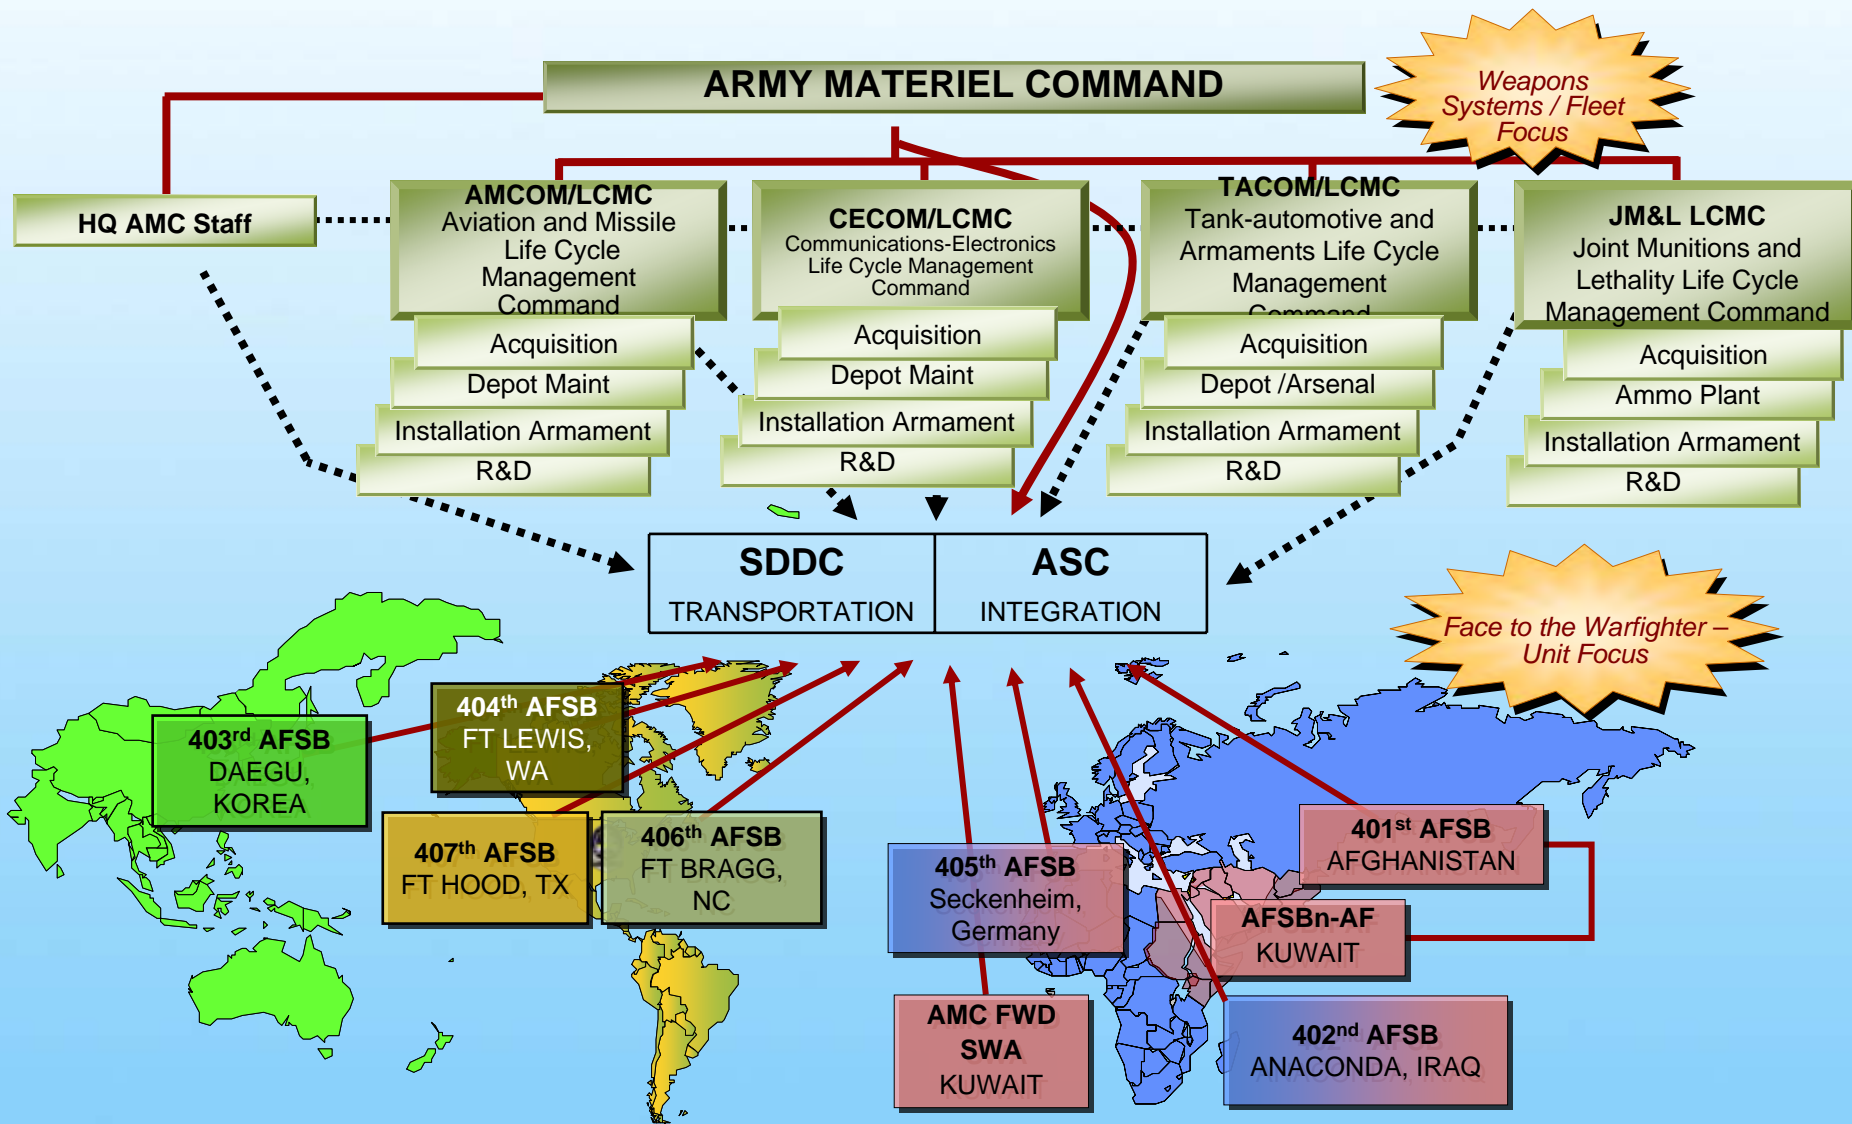 ARMY MATERIEL COMMAND
Weapons
Systems / Fleet
Focus
HQ AMC Staff
AMCOM/LCMC
Aviation and Missile
Life Cycle
Management
Command
Acquisition
Depot Maint
Installation Armament
R&D
CECOM/LCMC
Communications-Electronics
Life Cycle Management
Command
Acquisition
Depot Maint
Installation Armament
R&D
TACOM/LCMC
Tank-automotive and
Armaments Life Cycle
Management
Command
Acquisition
Depot /Arsenal
Installation Armament
R&D
JM&L LCMC
Joint Munitions and
Lethality Life Cycle
Management Command
Acquisition
Ammo Plant
Installation Armament
R&D
SDDC
TRANSPORTATION
ASC
INTEGRATION
Face to the Warfighter –
Unit Focus
403rd AFSB
DAEGU,
KOREA
404th AFSB
FT LEWIS,
WA
407th AFSB
FT HOOD, TX
406th AFSB
FT BRAGG,
NC
405th AFSB
Seckenheim,
Germany
AMC FWD
SWA
KUWAIT
401st AFSB
AFGHANISTAN
AFSBn-AF
KUWAIT
402nd AFSB
ANACONDA, IRAQ